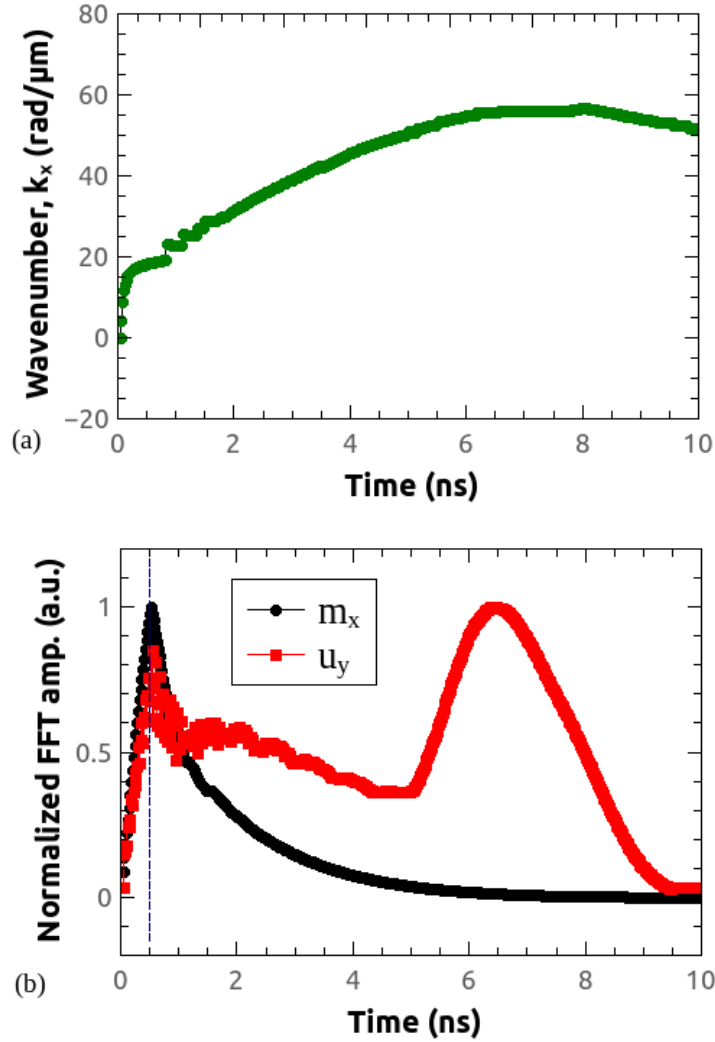 80
60
40
20
0
−20
Wavenumber, kₓ (rad/μm)
0 2 4 6 8 10
(a)
Time (ns)
1
0.5
0
Normalized FFT amp. (a.u.)
mₓ
u_y
0 2 4 6 8 10
(b)
Time (ns)